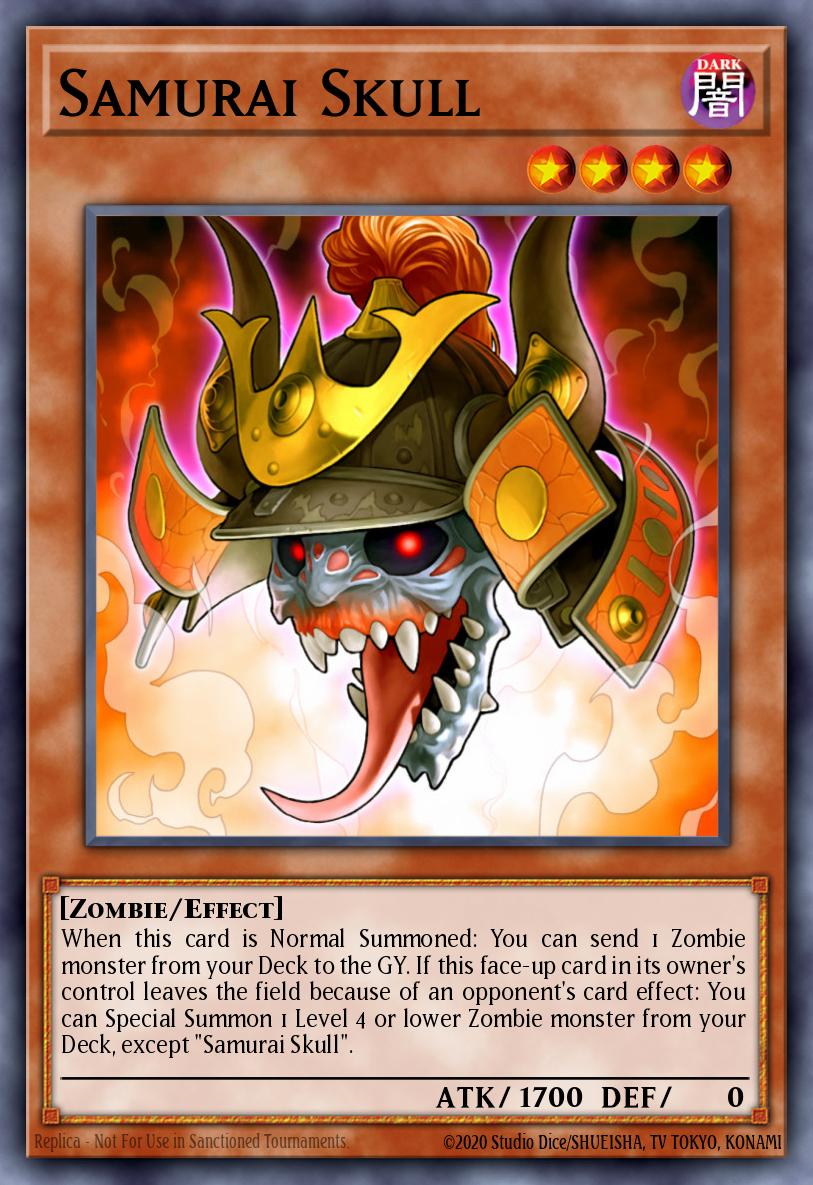 Samurai Skull
DARK
闇
[Zombie/Effect]
When this card is Normal Summoned: You can send 1 Zombie
monster from your Deck to the GY. If this face-up card in its owner's
control leaves the field because of an opponent's card effect: You
can Special Summon 1 Level 4 or lower Zombie monster from your
Deck, except "Samurai Skull".
ATK/ 1700 DEF/ 0
Replica - Not For Use in Sanctioned Tournaments.
©2020 Studio Dice/SHUEISHA, TV TOKYO, KONAMI